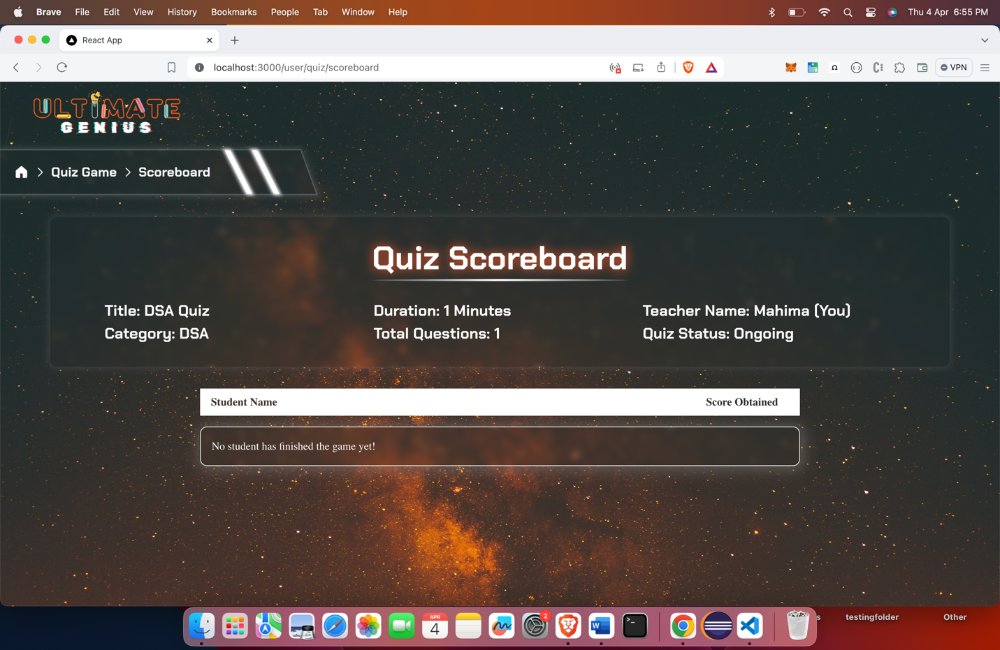 Brave File Edit View History Bookmarks People Tab Window Help Thu 4 Apr 6:55 PM
React App
localhost:3000/user/quiz/scoreboard VPN
ULTIMATE
GENIUS
Quiz Game > Scoreboard
Quiz Scoreboard
Title: DSA Quiz Duration: 1 Minutes Teacher Name: Mahima (You)
Category: DSA Total Questions: 1 Quiz Status: Ongoing
Student Name Score Obtained
No student has finished the game yet!
s testingfolder Other
APR
4
2
W
>_